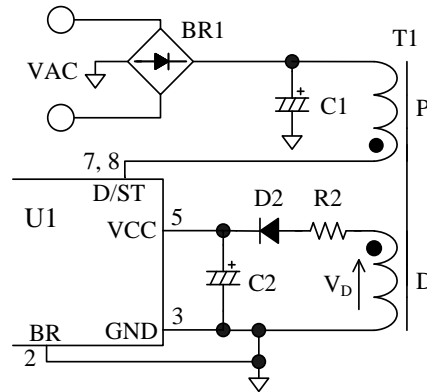 BR1
T1
VAC
C1
P
7, 8
D/ST
U1
5
VCC
D2
R2
C2
V_D
D
BR
GND
3
2